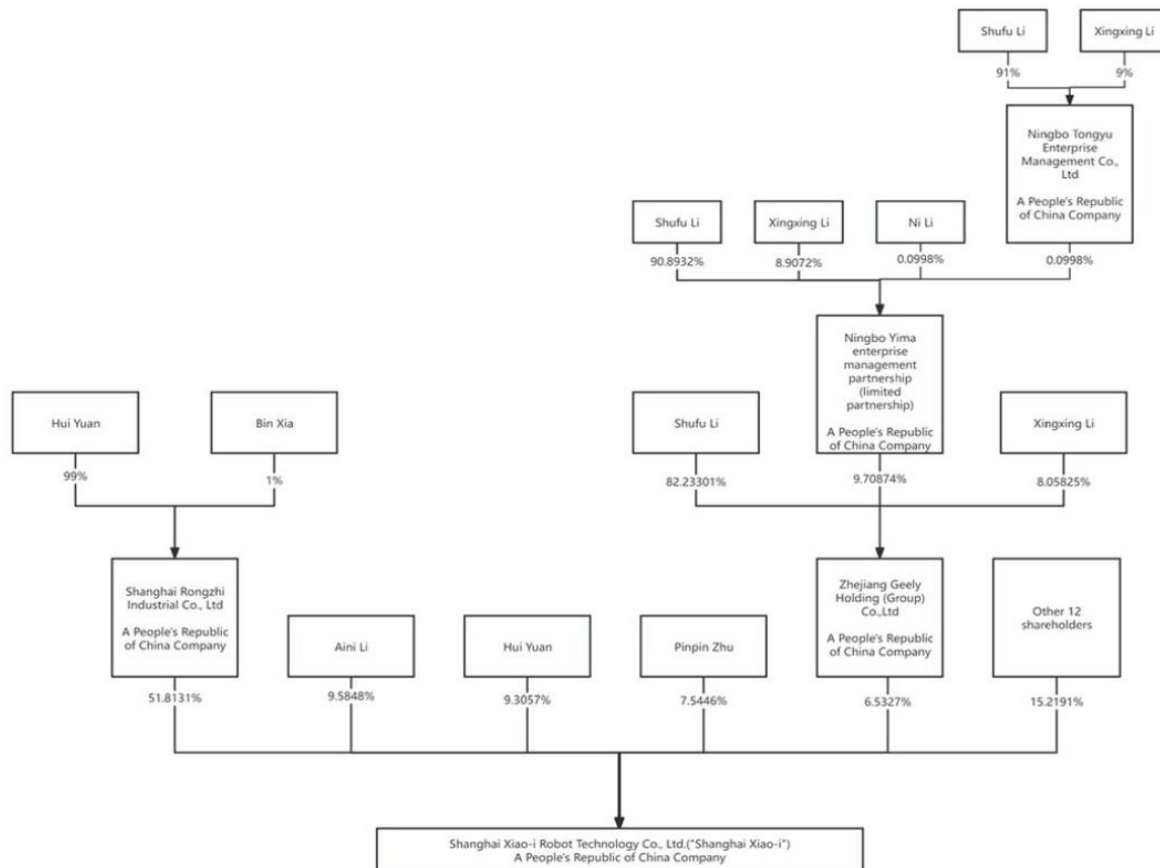 Shufu Li
Xingxing Li
91%
9%
Ningbo Tongyu
Enterprise
Management Co.,
Ltd
A People's Republic
of China Company
Shufu Li
Xingxing Li
Ni Li
90.8932%
8.9072%
0.0998%
0.0998%
Ningbo Yima
enterprise
management
partnership
(limited
partnership)
A People's Republic
of China Company
Hui Yuan
Bin Xia
Shufu Li
Xingxing Li
99%
1%
82.23301%
9.70874%
8.05825%
Shanghai Rongzhi
Industrial Co., Ltd
A People's Republic
of China Company
Aini Li
Hui Yuan
Pinpin Zhu
Zhejiang Geely
Holding (Group)
Co.,Ltd
A People's Republic
of China Company
Other 12
shareholders
51.8131%
9.5848%
9.3057%
7.5446%
6.5327%
15.2191%
Shanghai Xiao-i Robot Technology Co., Ltd.("Shanghai Xiao-i")
A People's Republic of China Company